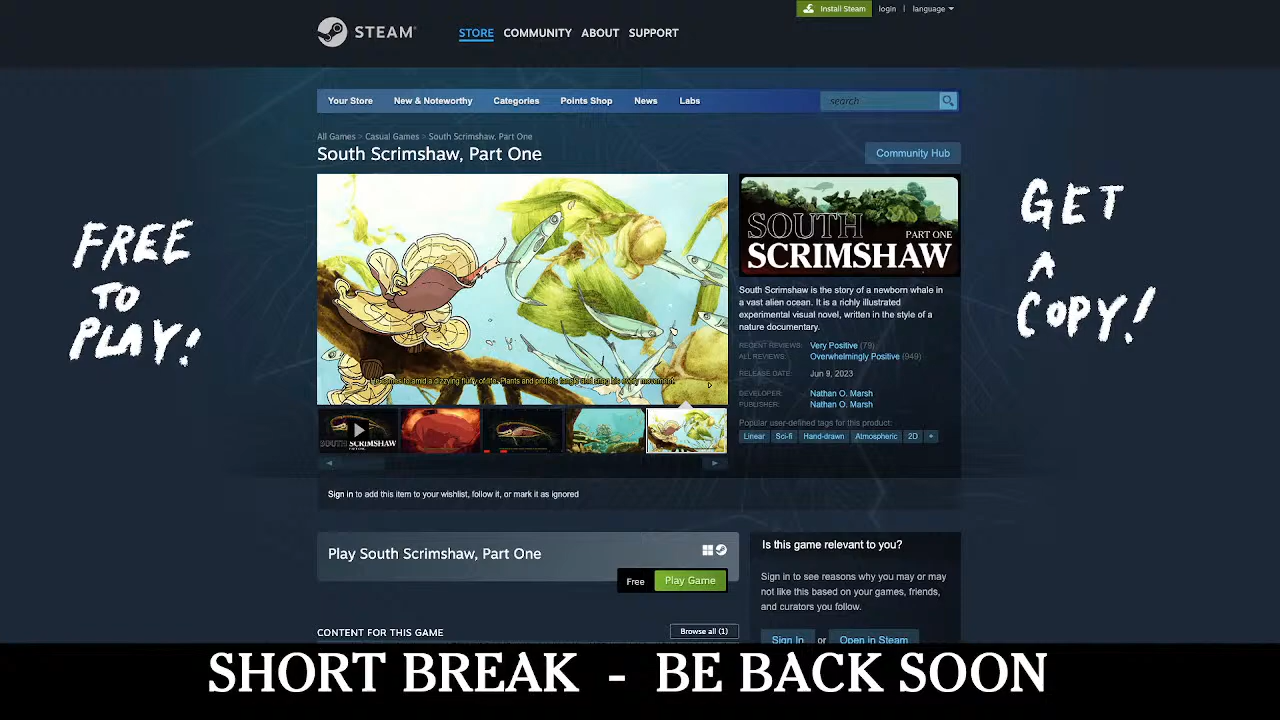 Install Steam
login | language
STEAM
STORE COMMUNITY ABOUT SUPPORT
Your Store New & Noteworthy Categories Points Shop News Labs
search
All Games > Casual Games > South Scrimshaw, Part One
South Scrimshaw, Part One
Community Hub
FREE
TO
PLAY!
GET
A
COPY!
SOUTH
PART ONE
SCRIMSHAW
South Scrimshaw is the story of a newborn whale in
a vast alien ocean. It is a richly illustrated
experimental visual novel, written in the style of a
nature documentary.
RECENT REVIEWS: Very Positive (79)
ALL REVIEWS: Overwhelmingly Positive (949)
RELEASE DATE: Jun 9, 2023
DEVELOPER: Nathan O. Marsh
PUBLISHER: Nathan O. Marsh
Popular user-defined tags for this product:
Linear Sci-fi Hand-drawn Atmospheric 2D +
SOUTH SCRIMSHAW
Sign in to add this item to your wishlist, follow it, or mark it as ignored
Play South Scrimshaw, Part One
Free Play Game
Is this game relevant to you?
Sign in to see reasons why you may or may
not like this based on your games, friends,
and curators you follow.
Sign In or Open in Steam
CONTENT FOR THIS GAME Browse all (1)
SHORT BREAK - BE BACK SOON